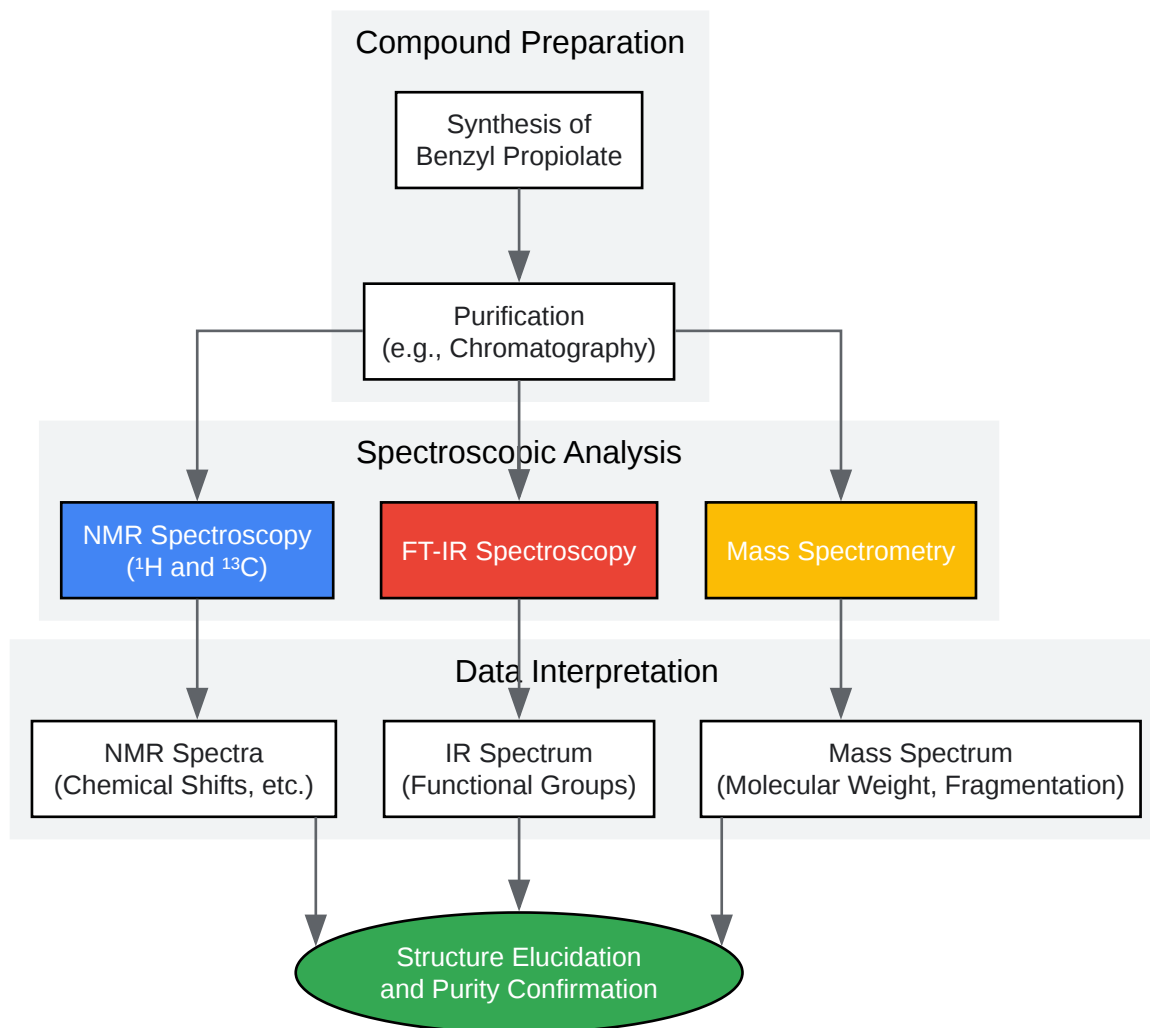 Compound Preparation
Synthesis of
Benzyl Propiolate
Purification
(e.g., Chromatography)
Spectroscopic Analysis
NMR Spectroscopy
(¹H and ¹³C)
FT-IR Spectroscopy
Mass Spectrometry
Data Interpretation
NMR Spectra
(Chemical Shifts, etc.)
IR Spectrum
(Functional Groups)
Mass Spectrum
(Molecular Weight, Fragmentation)
Structure Elucidation
and Purity Confirmation